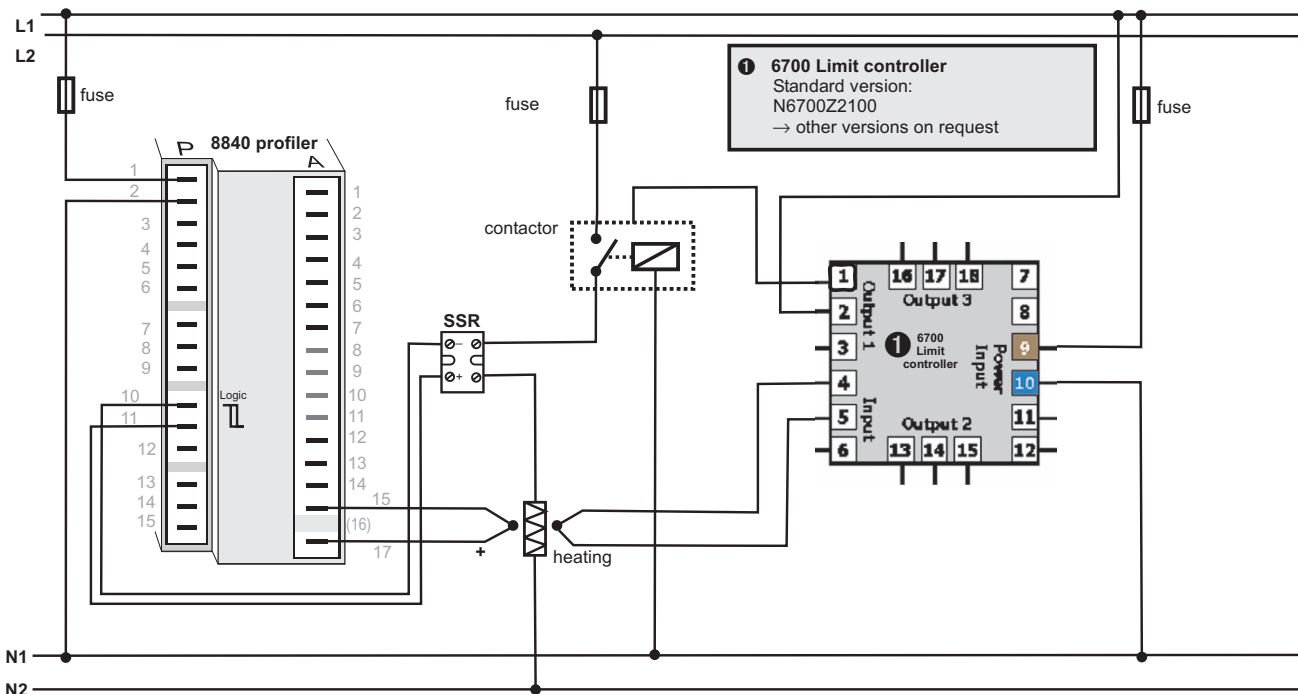 L1
L2
fuse
fuse
❶ 6700 Limit controller
Standard version:
N6700Z2100
→ other versions on request
fuse
8840 profiler
P
A
1
2
3
4
5
6
7
8
9
10
11
12
13
14
15
Logic
1
2
3
4
5
6
7
8
9
10
11
12
13
14
15
(16)
17
+
contactor
SSR
–
+
heating
1
2
3
4
5
6
16
17
18
7
8
9
10
11
12
13
14
15
Output 1
Output 3
❶ 6700
Limit
controller
Power
Input
Input
Output 2
N1
N2